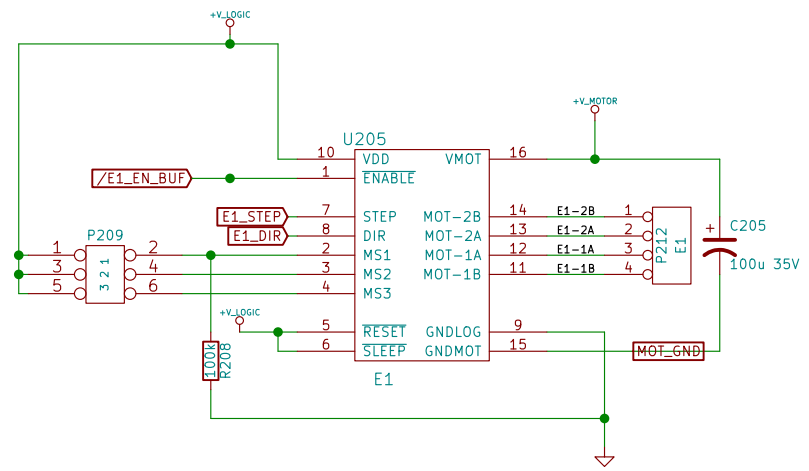 +V_LOGIC
+V_MOTOR
U205
10 VDD VMOT 16
/E1_EN_BUF 1 ENABLE
E1_STEP 7 STEP MOT-2B 14 E1-2B 1
E1_DIR 8 DIR MOT-2A 13 E1-2A 2
P209
1 2 2 MS1 MOT-1A 12 E1-1A 3
3 4 3 MS2 MOT-1B 11 E1-1B 4
5 6 4 MS3
3 2 1
P212
E1
+ C205
100u 35V
+V_LOGIC
5 RESET GNDLOG 9
6 SLEEP GNDMOT 15 MOT_GND
100k
R208
E1